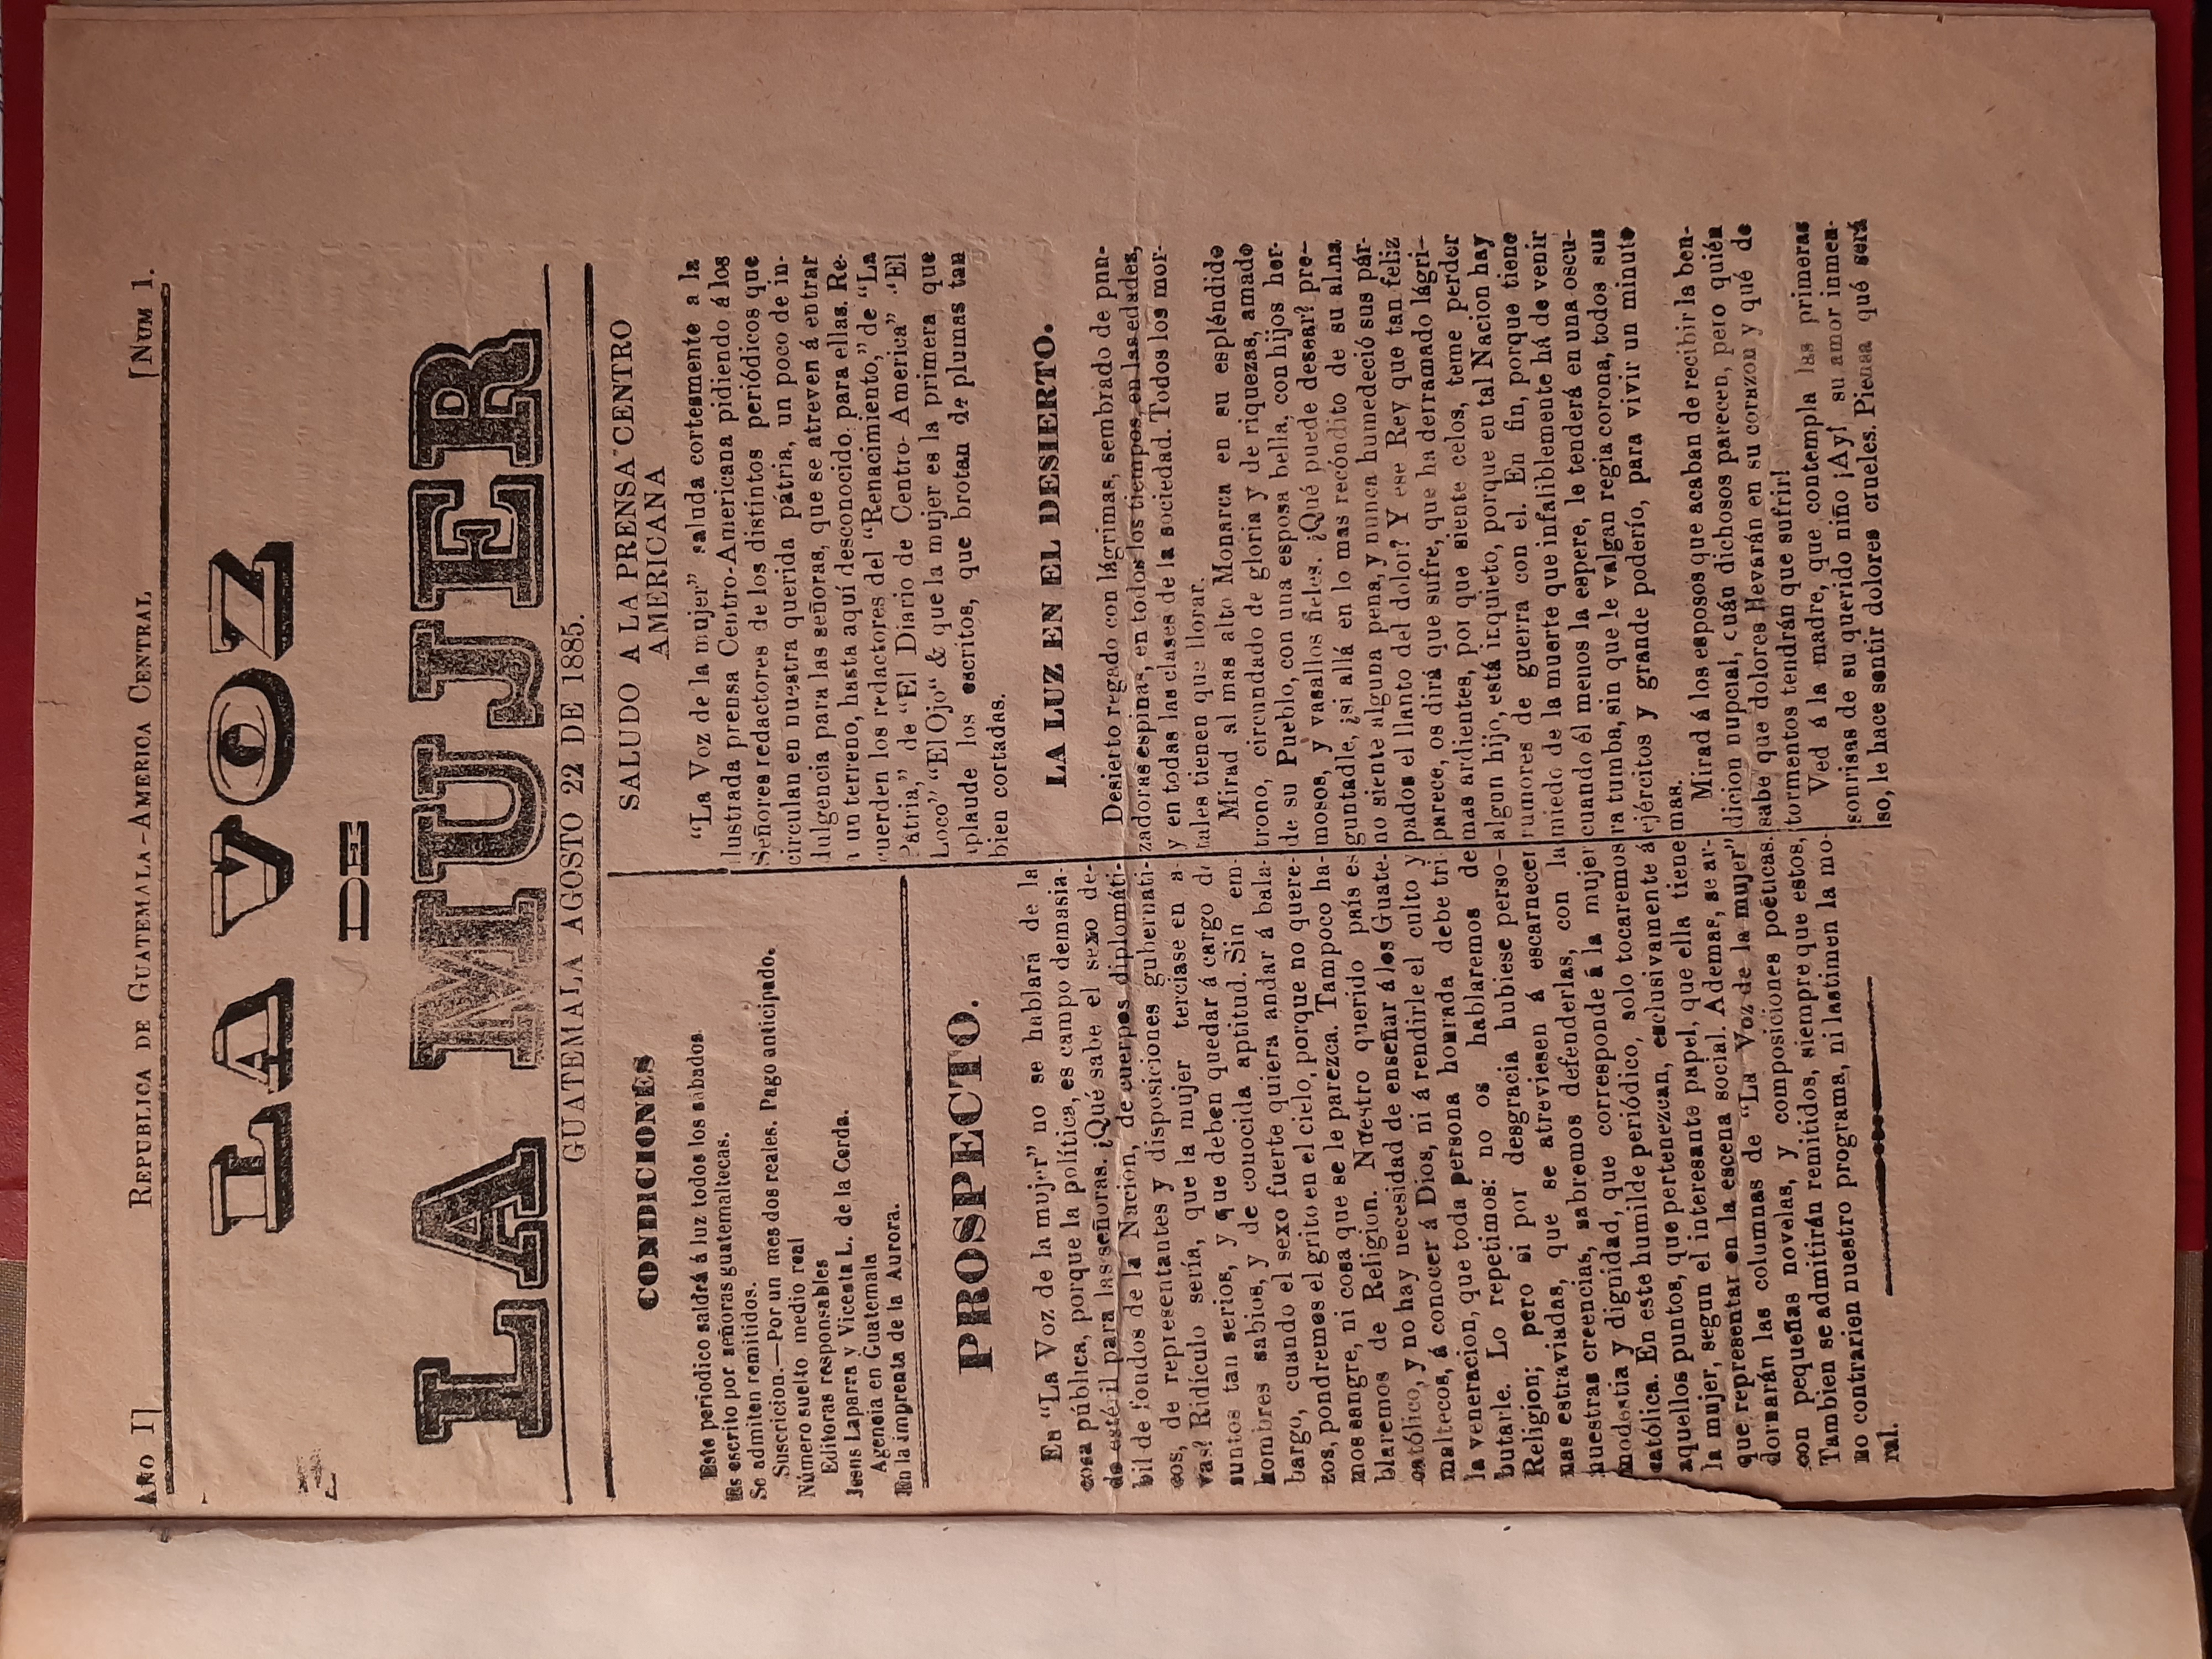 Año I]
REPUBLICA DE GUATEMALA-AMERICA CENTRAL
[NUM 1.
LA VOZ
DE
LA MUJER
GUATEMALA AGOSTO 22 DE 1885.
CONDICIONES
Este periodico saldrá á luz todos los sabados
Es escrito por señoras guatemaltecas.
Se admiten remitidos.
Suscricion.—Por un mes dos reales. Pago anticipado.
Número suelto medio real
Editoras responsables
Jesus Laparra y Vicenta L. de la Cerda.
Agencia en Guatemala
En la imprenta de la Aurora.
PROSPECTO.
En “La Voz de la mujer” no se hablará de la
cosa pública, porque la política, es campo demasia-
do estéril para las señoras. ¿Qué sabe el sexo de-
bil de fondos de la Nacion, de cuerpos diplomáti-
cos, de representantes y disposiciones gubernati-
vas? Ridículo sería, que la mujer terciase en a-
suntos tan serios, y que deben quedar á cargo de
hombres sabios, y de conocida aptitud. Sin em-
bargo, cuando el sexo fuerte quiera andar á bala-
zos, pondremos el grito en el cielo, porque no quere-
mos sangre, ni cosa que se le parezca. Tampoco ha-
blaremos de Religion. Nuestro querido país es
católico, y no hay necesidad de enseñar á los Guate-
maltecos, á conocer á Dios, ni á rendirle el culto y
la veneracion, que toda persona honrada debe tri-
butarle. Lo repetimos: no os hablaremos de
Religion; pero si por desgracia hubiese perso-
nas estraviadas, que se atreviesen á escarnecer
nuestras creencias, sabremos defenderlas, con la
modestia y dignidad, que corresponde á la mujer
católica. En este humilde periódico, solo tocaremos
aquellos puntos, que pertenezcan, esclusivamente á
la mujer, segun el interesante papel, que ella tiene
que representar en la escena social. Ademas, se ar-
dornarán las columnas de “La Voz de la mujer”
con pequeñas novelas, y composiciones poéticas.
Tambien se admitirán remitidos, siempre que estos,
no contrarien nuestro programa, ni lastimen la mo-
ral.
SALUDO A LA PRENSA CENTRO
AMERICANA
“La Voz de la mujer” saluda cortesmente a la
ilustrada prensa Centro-Americana pidiendo á los
Señores redactores de los distintos periódicos que
circulan en nuestra querida pátria, un poco de in-
dulgencia para las señoras, que se atreven á entrar
a un terreno, hasta aquí desconocido para ellas. Re-
cuerden los redactores del “Renacimiento,” de “La
Patria,” de “El Diario de Centro- America” “El
Loco” “El Ojo“ & que la mujer es la primera que
aplaude los escritos, que brotan de plumas tan
bien cortadas.
LA LUZ EN EL DESIERTO.
Desierto regado con lágrimas, sembrado de pun-
zadoras espinas, en todos los tiempos, en las edades,
y en todas las clases de la sociedad. Todos los mor-
tales tienen que llorar.
Mirad al mas alto Monarca en su espléndido
trono, circundado de gloria y de riquezas, amado
de su Pueblo, con una esposa bella, con hijos her-
mosos, y vasallos fieles. ¿Qué puede desear? pre-
guntadle, ¿si allá en lo mas recóndito de su alma
no siente alguna pena, y nunca humedeció sus pár-
pados el llanto del dolor? Y ese Rey que tan feliz
parece, os dirá que sufre, que ha derramado lágri-
mas ardientes, por que siente celos, teme perder
algun hijo, está inquieto, porque en tal Nacion hay
rumores de guerra con el. En fin, porque tiene
miedo de la muerte que infaliblemente há de venir
cuando él menos la espere, le tenderá en una oscu-
ra tumba, sin que le valgan regia corona, todos sus
ejércitos y grande poderío, para vivir un minuto
mas.
Mirad á los esposos que acaban de recibir la ben-
dicion nupcial, cuán dichosos parecen, pero quién
sabe que dolores llevarán en su corazon y qué de
tormentos tendrán que sufrir!
Ved á la madre, que contempla las primeras
sonrisas de su querido niño ¡Ay! su amor inmen-
so, le hace sentir dolores crueles. Piensa qué será